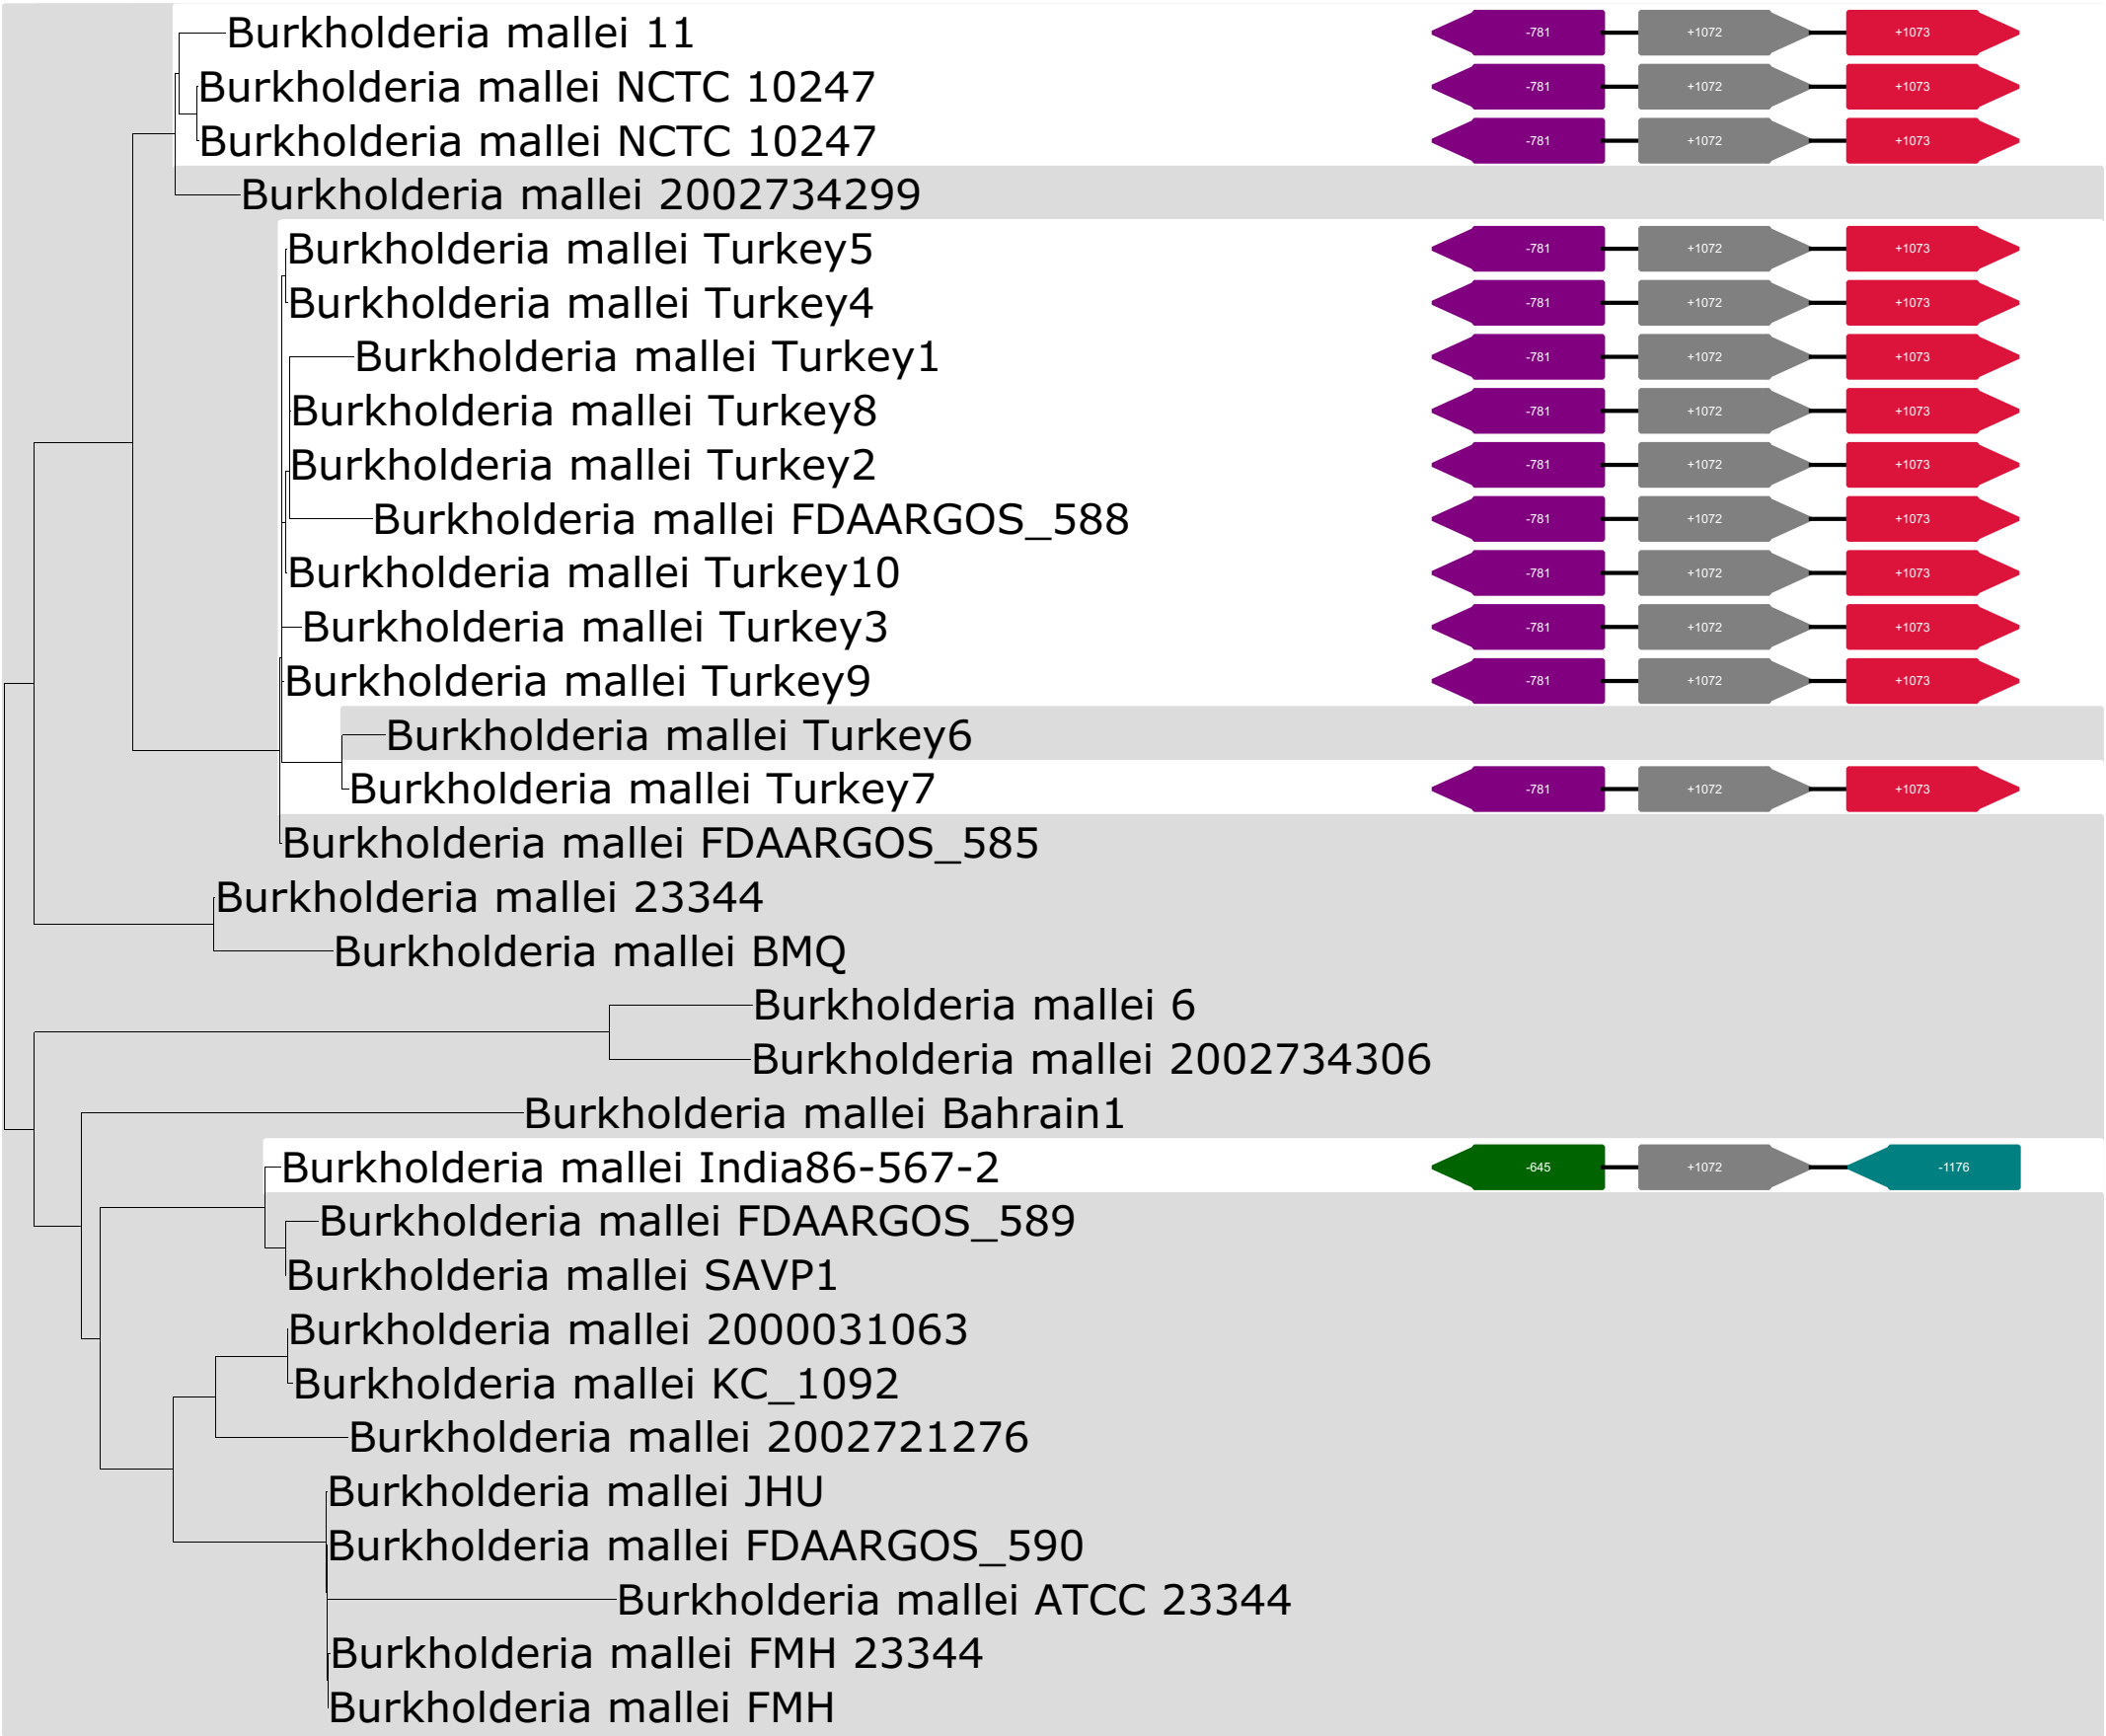 Burkholderia mallei 11 -781 +1072 +1073
Burkholderia mallei NCTC 10247 -781 +1072 +1073
Burkholderia mallei NCTC 10247 -781 +1072 +1073
Burkholderia mallei 2002734299
Burkholderia mallei Turkey5 -781 +1072 +1073
Burkholderia mallei Turkey4 -781 +1072 +1073
Burkholderia mallei Turkey1 -781 +1072 +1073
Burkholderia mallei Turkey8 -781 +1072 +1073
Burkholderia mallei Turkey2 -781 +1072 +1073
Burkholderia mallei FDAARGOS_588 -781 +1072 +1073
Burkholderia mallei Turkey10 -781 +1072 +1073
Burkholderia mallei Turkey3 -781 +1072 +1073
Burkholderia mallei Turkey9 -781 +1072 +1073
Burkholderia mallei Turkey6
Burkholderia mallei Turkey7 -781 +1072 +1073
Burkholderia mallei FDAARGOS_585
Burkholderia mallei 23344
Burkholderia mallei BMQ
Burkholderia mallei 6
Burkholderia mallei 2002734306
Burkholderia mallei Bahrain1
Burkholderia mallei India86-567-2 -645 +1072 -1176
Burkholderia mallei FDAARGOS_589
Burkholderia mallei SAVP1
Burkholderia mallei 2000031063
Burkholderia mallei KC_1092
Burkholderia mallei 2002721276
Burkholderia mallei JHU
Burkholderia mallei FDAARGOS_590
Burkholderia mallei ATCC 23344
Burkholderia mallei FMH 23344
Burkholderia mallei FMH